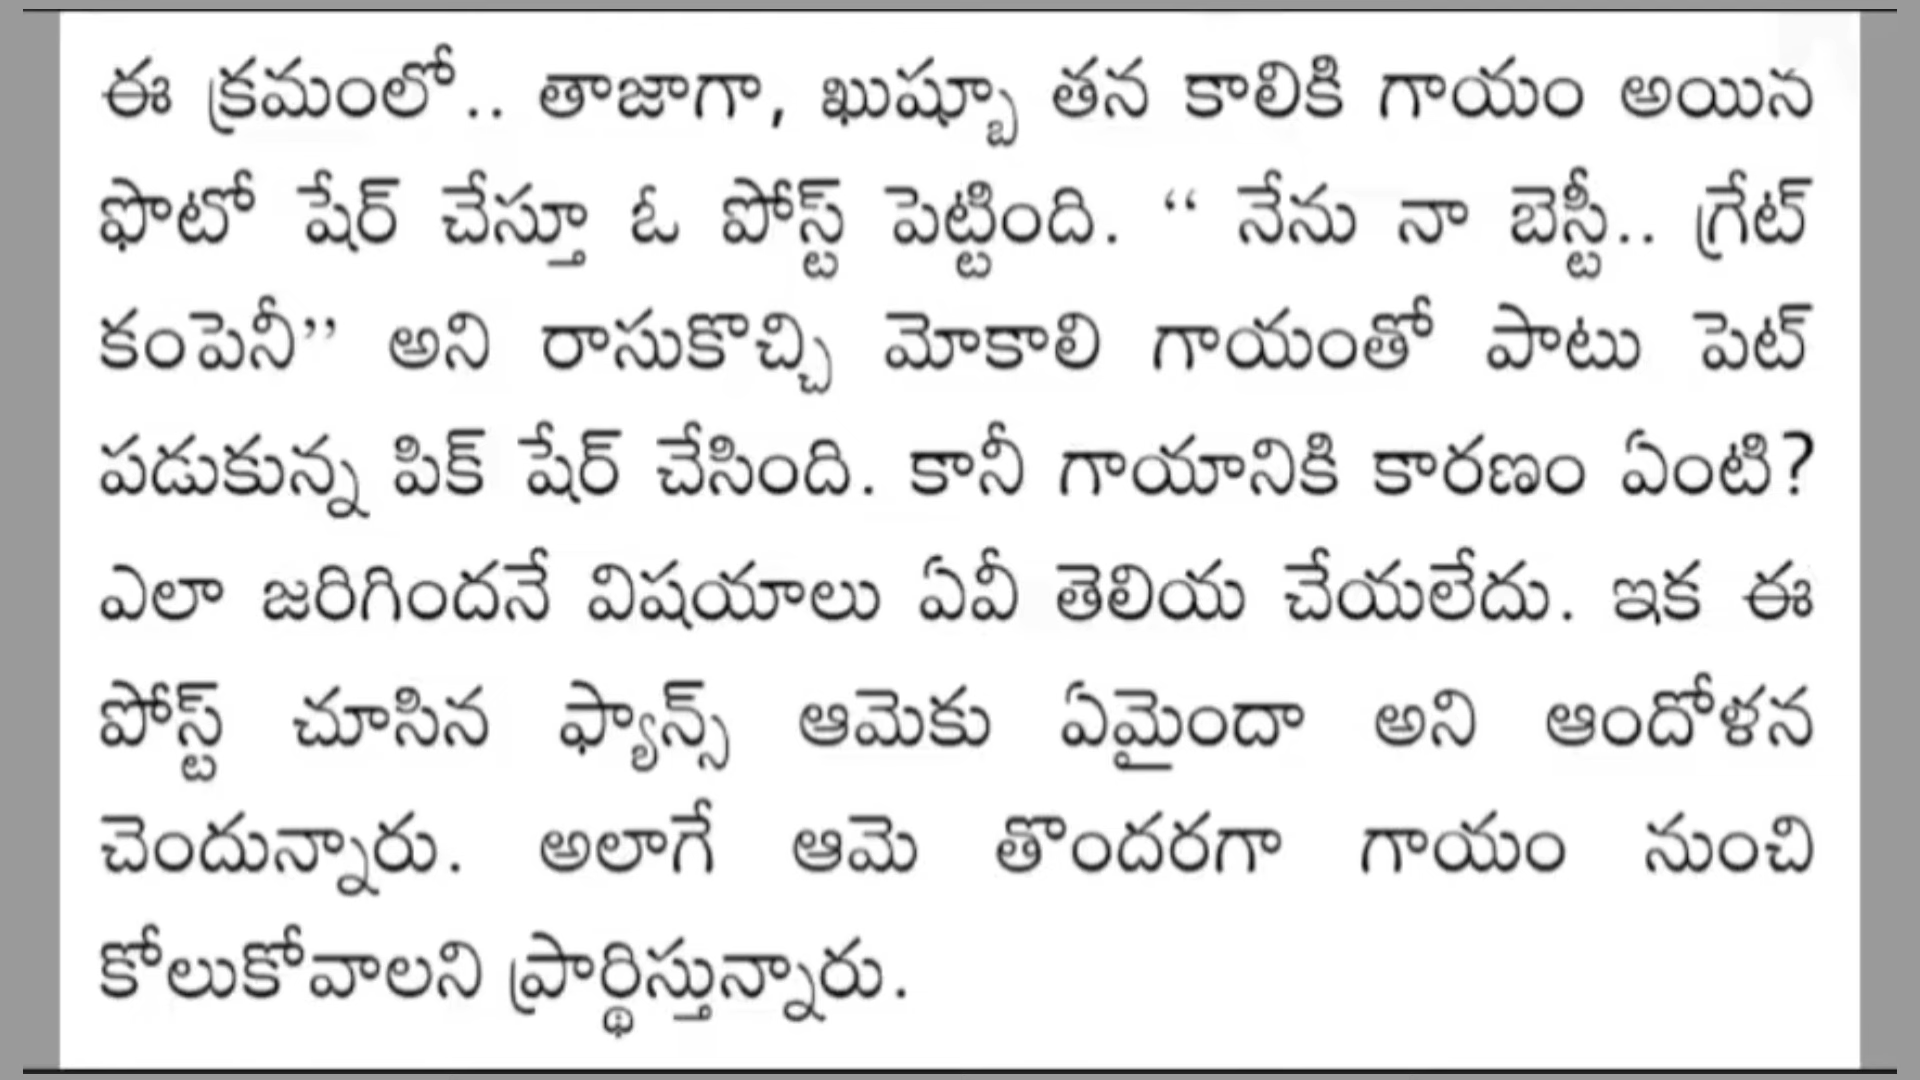 ఈ క్రమంలో.. తాజాగా, ఖుష్బూ తన కాలికి గాయం అయిన
ఫొటో షేర్ చేస్తూ ఓ పోస్ట్ పెట్టింది. “ నేను నా బెస్టీ.. గ్రేట్
కంపెనీ” అని రాసుకొచ్చి మోకాలి గాయంతో పాటు పెట్
పడుకున్న పిక్ షేర్ చేసింది. కానీ గాయానికి కారణం ఏంటి?
ఎలా జరిగిందనే విషయాలు ఏవీ తెలియ చేయలేదు. ఇక ఈ
పోస్ట్ చూసిన ఫ్యాన్స్ ఆమెకు ఏమైందా అని ఆందోళన
చెందున్నారు. అలాగే ఆమె తొందరగా గాయం నుంచి
కోలుకోవాలని ప్రార్థిస్తున్నారు.